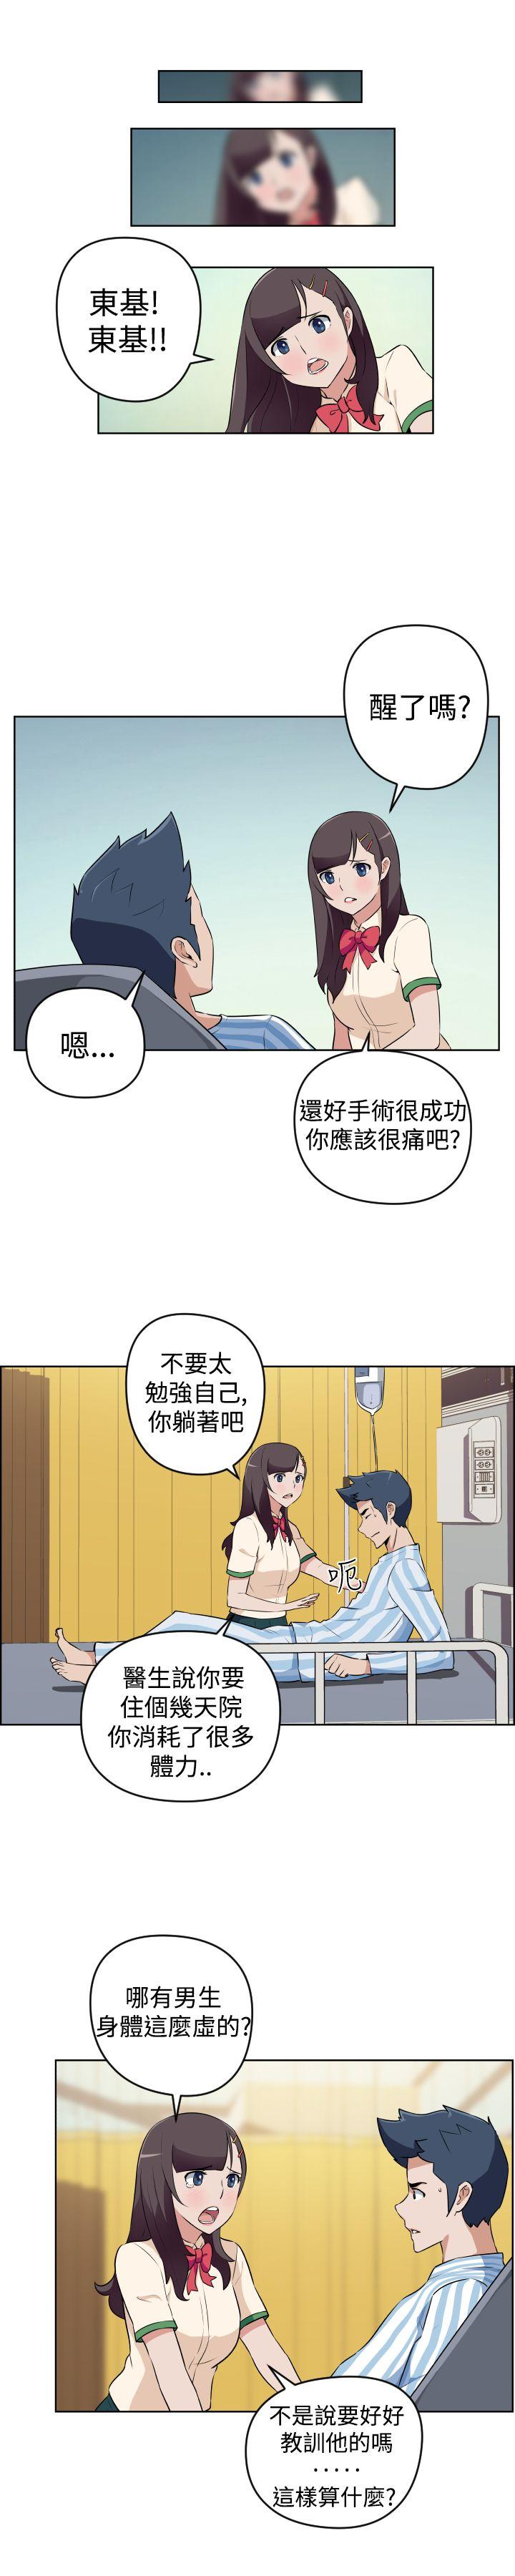 東基!
東基!!
醒了嗎?
嗯...
還好手術很成功
你應該很痛吧?
不要太
勉強自己,
你躺著吧
呃
醫生說你要
住個幾天院
你消耗了很多
體力..
哪有男生
身體這麼虛的?
不是說要好好
教訓他的嗎
·····
這樣算什麼?